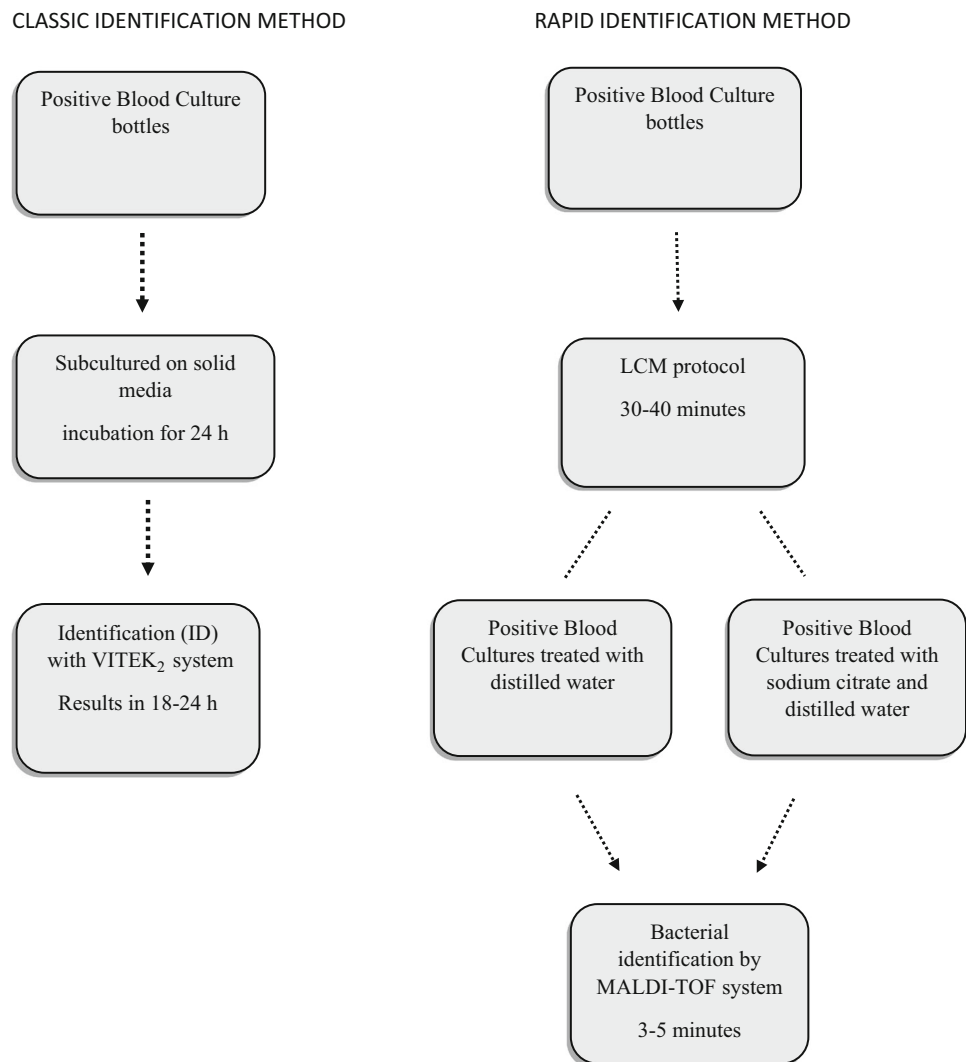 CLASSIC IDENTIFICATION METHOD
Positive Blood Culture
bottles
Subcultured on solid
media
incubation for 24 h
Identification (ID)
with VITEK₂ system
Results in 18-24 h
RAPID IDENTIFICATION METHOD
Positive Blood Culture
bottles
LCM protocol
30-40 minutes
Positive Blood
Cultures treated with
distilled water
Positive Blood
Cultures treated with
sodium citrate and
distilled water
Bacterial
identification by
MALDI-TOF system
3-5 minutes